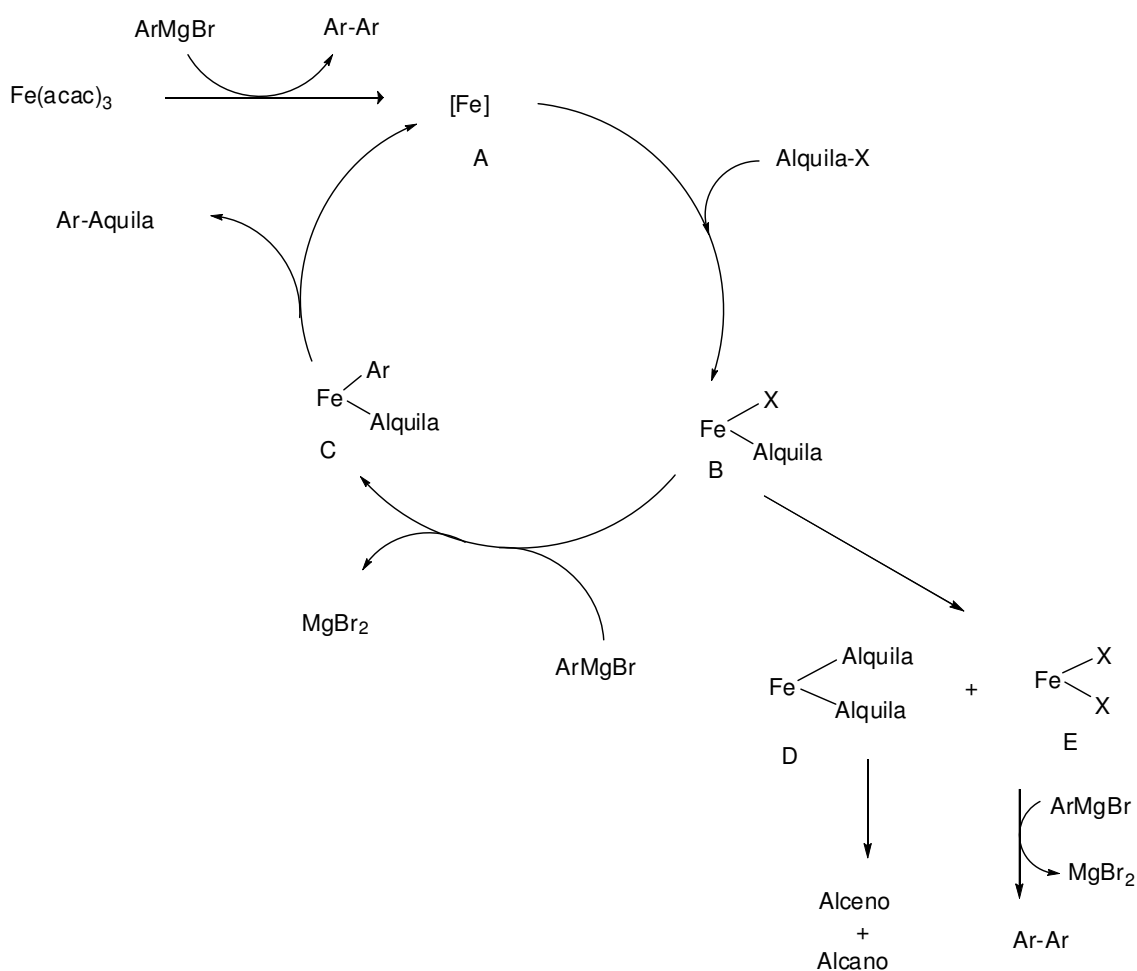 ArMgBr
Ar-Ar
Fe(acac)3
[Fe]
A
Alquila-X
Ar-Aquila
Ar
Fe
Alquila
C
X
Fe
Alquila
B
MgBr2
ArMgBr
Alquila
Fe
Alquila
D
+
X
Fe
X
E
ArMgBr
MgBr2
Alceno
+
Alcano
Ar-Ar